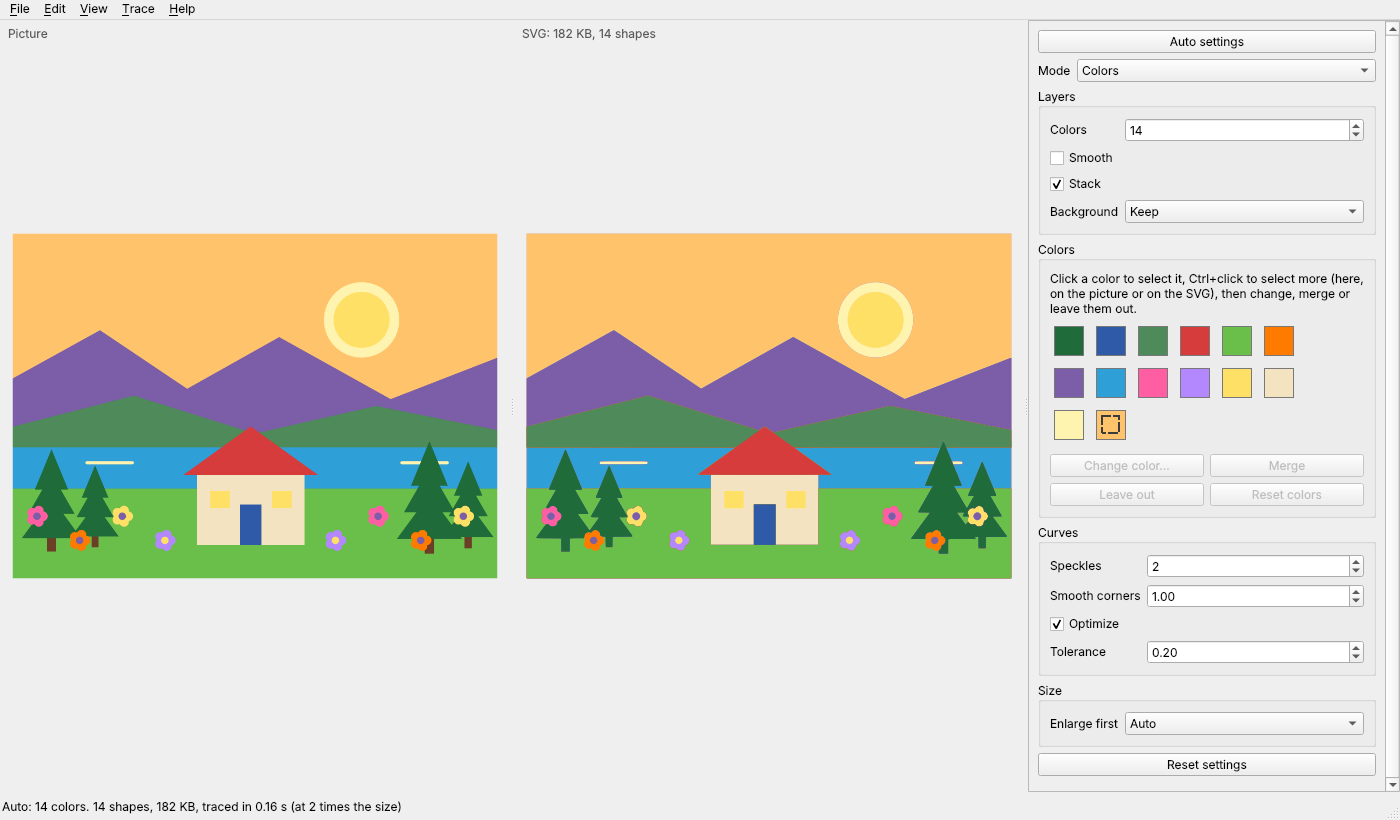 File Edit View Trace Help
Picture
SVG: 182 KB, 14 shapes
Auto settings
Mode Colors
Layers
Colors 14
Smooth
Stack
Background Keep
Colors
Click a color to select it, Ctrl+click to select more (here,
on the picture or on the SVG), then change, merge or
leave them out.
Change color... Merge
Leave out Reset colors
Curves
Speckles 2
Smooth corners 1.00
Optimize
Tolerance 0.20
Size
Enlarge first Auto
Reset settings
Auto: 14 colors. 14 shapes, 182 KB, traced in 0.16 s (at 2 times the size)